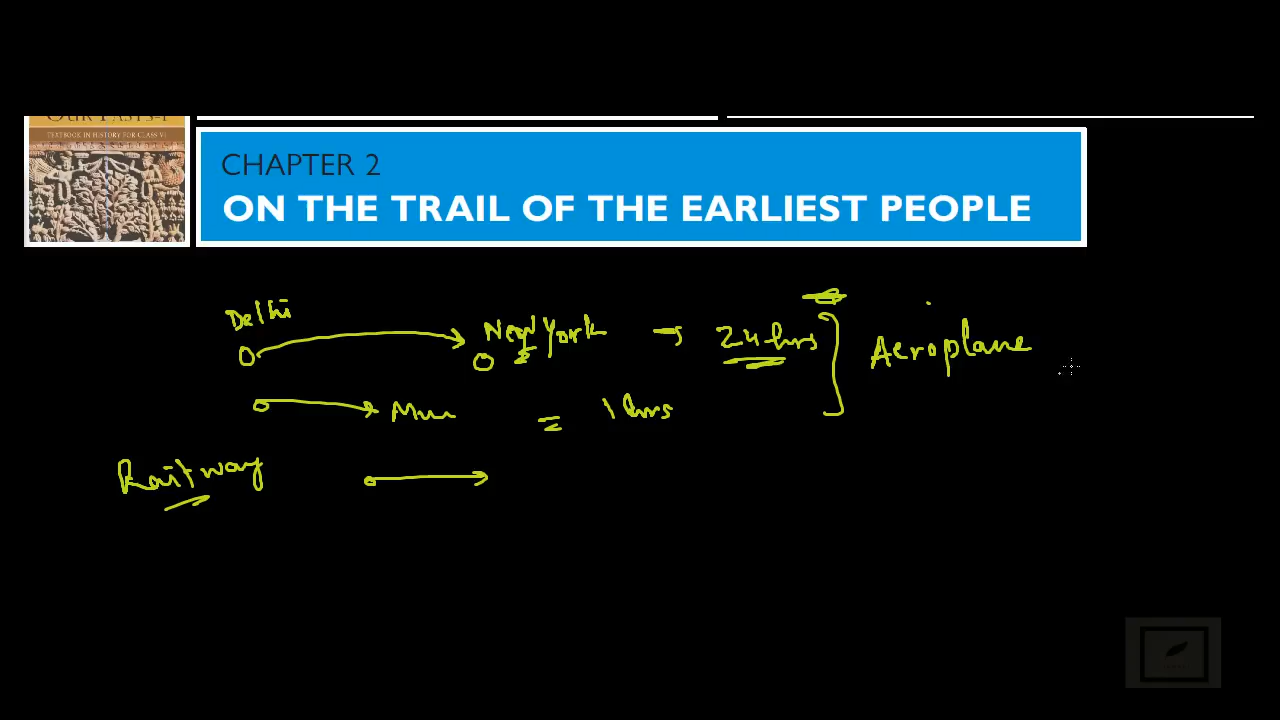 OUR PASTS-I
TEXTBOOK IN HISTORY FOR CLASS VI
CHAPTER 2
ON THE TRAIL OF THE EARLIEST PEOPLE
Delhi New York → 24 hrs Aeroplane
Mum = 1 hrs
Railway